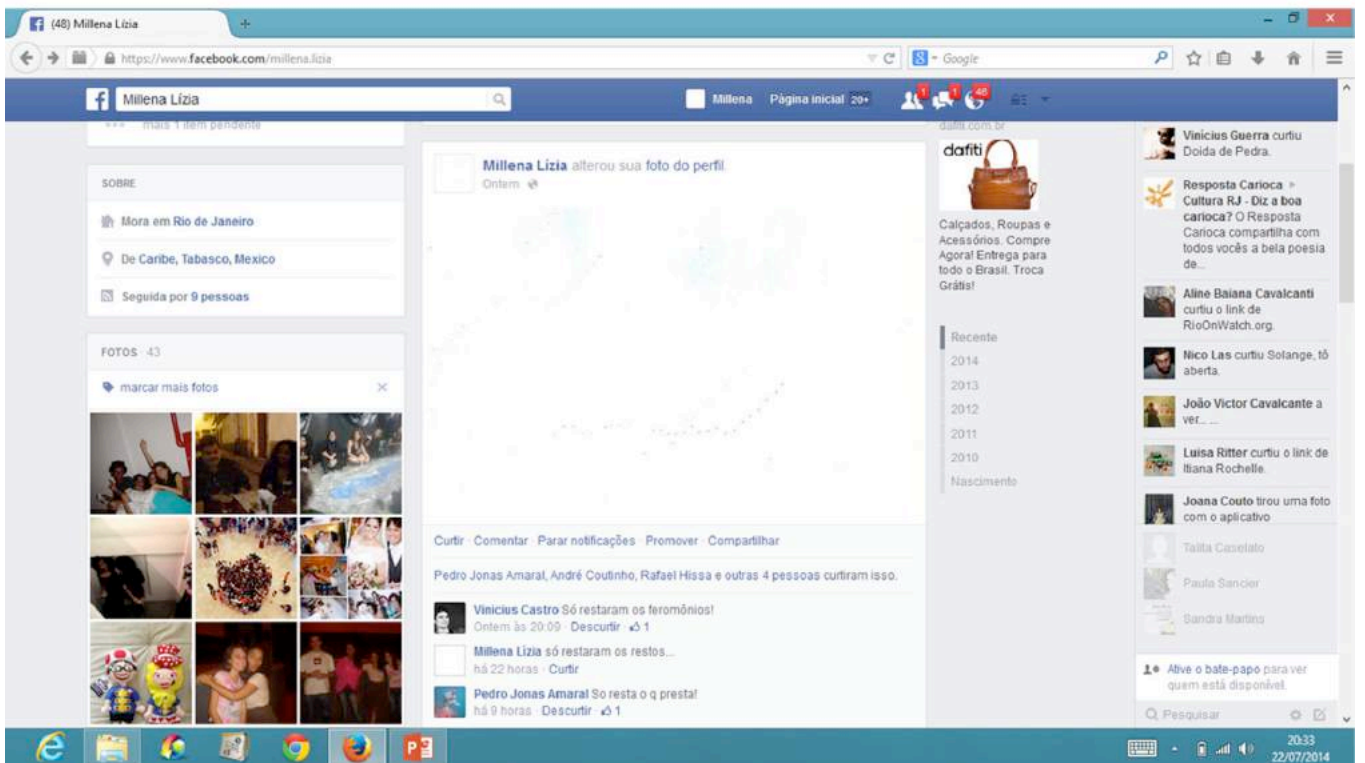 (48) Millena Lízia
https://www.facebook.com/millena.lizia
Google
Millena Lízia
Millena Página inicial 20+
1 1 46
mais 1 item pendente
SOBRE
Mora em Rio de Janeiro
De Caribe, Tabasco, Mexico
Seguida por 9 pessoas
FOTOS · 43
marcar mais fotos
Millena Lízia alterou sua foto do perfil.
Ontem
Curtir · Comentar · Parar notificações · Promover · Compartilhar
Pedro Jonas Amaral, André Coutinho, Rafael Hissa e outras 4 pessoas curtiram isso.
Vinicius Castro Só restaram os feromônios!
Ontem às 20:09 · Descurtir · 1
Millena Lízia só restaram os restos...
há 22 horas · Curtir
Pedro Jonas Amaral So resta o q presta!
há 9 horas · Descurtir · 1
dafiti.com.br
dafiti
Calçados, Roupas e
Acessórios. Compre
Agora! Entrega para
todo o Brasil. Troca
Grátis!
Recente
2014
2013
2012
2011
2010
Nascimento
Vinicius Guerra curtiu
Doida de Pedra.
Resposta Carioca ▸
Cultura RJ - Diz a boa
carioca? O Resposta
Carioca compartilha com
todos vocês a bela poesia
de...
Aline Baiana Cavalcanti
curtiu o link de
RioOnWatch.org.
Nico Las curtiu Solange, tô
aberta.
João Victor Cavalcante a
ver... ...
Luisa Ritter curtiu o link de
Itiana Rochelle.
Joana Couto tirou uma foto
com o aplicativo
Talita Caselato
Paula Sancier
Sandra Martins
Ative o bate-papo para ver
quem está disponível.
Pesquisar
20:33
22/07/2014